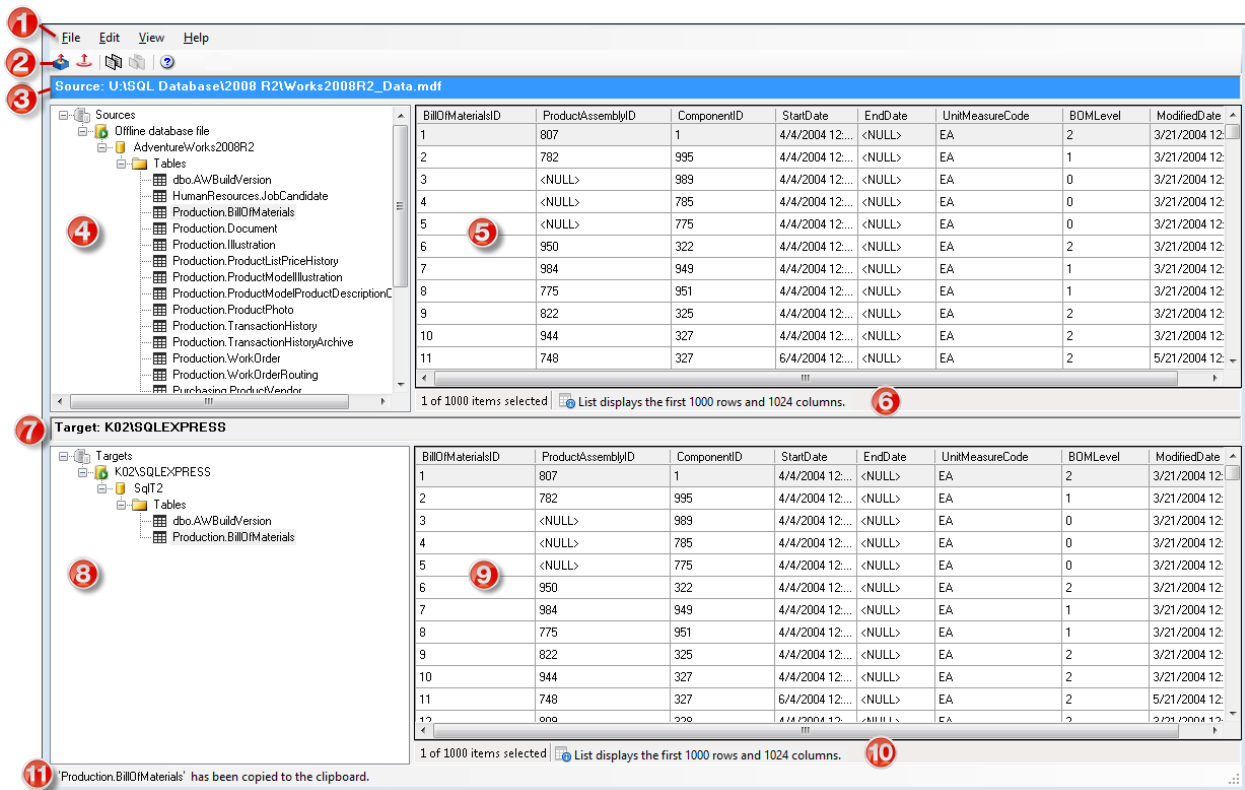 1
File Edit View Help
2
3
Source: U:\SQL Database\2008 R2\Works2008R2_Data.mdf
Sources
Offline database file
AdventureWorks2008R2
Tables
dbo.AWBuildVersion
HumanResources.JobCandidate
Production.BillOfMaterials
Production.Document
Production.Illustration
Production.ProductListPriceHistory
Production.ProductModelIllustration
Production.ProductModelProductDescriptionC
Production.ProductPhoto
Production.TransactionHistory
Production.TransactionHistoryArchive
Production.WorkOrder
Production.WorkOrderRouting
Purchasing.ProductVendor
4
BillOfMaterialsID ProductAssemblyID ComponentID StartDate EndDate UnitMeasureCode BOMLevel ModifiedDate
1 807 1 4/4/2004 12:... <NULL> EA 2 3/21/2004 12:
2 782 995 4/4/2004 12:... <NULL> EA 1 3/21/2004 12:
3 <NULL> 989 4/4/2004 12:... <NULL> EA 0 3/21/2004 12:
4 <NULL> 785 4/4/2004 12:... <NULL> EA 0 3/21/2004 12:
5 <NULL> 775 4/4/2004 12:... <NULL> EA 0 3/21/2004 12:
6 950 322 4/4/2004 12:... <NULL> EA 2 3/21/2004 12:
7 984 949 4/4/2004 12:... <NULL> EA 1 3/21/2004 12:
8 775 951 4/4/2004 12:... <NULL> EA 1 3/21/2004 12:
9 822 325 4/4/2004 12:... <NULL> EA 2 3/21/2004 12:
10 944 327 4/4/2004 12:... <NULL> EA 2 3/21/2004 12:
11 748 327 6/4/2004 12:... <NULL> EA 2 5/21/2004 12:
5
1 of 1000 items selected List displays the first 1000 rows and 1024 columns.
6
7
Target: K02\SQLEXPRESS
Targets
K02\SQLEXPRESS
SqlT2
Tables
dbo.AWBuildVersion
Production.BillOfMaterials
8
BillOfMaterialsID ProductAssemblyID ComponentID StartDate EndDate UnitMeasureCode BOMLevel ModifiedDate
1 807 1 4/4/2004 12:... <NULL> EA 2 3/21/2004 12:
2 782 995 4/4/2004 12:... <NULL> EA 1 3/21/2004 12:
3 <NULL> 989 4/4/2004 12:... <NULL> EA 0 3/21/2004 12:
4 <NULL> 785 4/4/2004 12:... <NULL> EA 0 3/21/2004 12:
5 <NULL> 775 4/4/2004 12:... <NULL> EA 0 3/21/2004 12:
6 950 322 4/4/2004 12:... <NULL> EA 2 3/21/2004 12:
7 984 949 4/4/2004 12:... <NULL> EA 1 3/21/2004 12:
8 775 951 4/4/2004 12:... <NULL> EA 1 3/21/2004 12:
9 822 325 4/4/2004 12:... <NULL> EA 2 3/21/2004 12:
10 944 327 4/4/2004 12:... <NULL> EA 2 3/21/2004 12:
11 748 327 6/4/2004 12:... <NULL> EA 2 5/21/2004 12:
9
1 of 1000 items selected List displays the first 1000 rows and 1024 columns.
10
11
'Production.BillOfMaterials' has been copied to the clipboard.